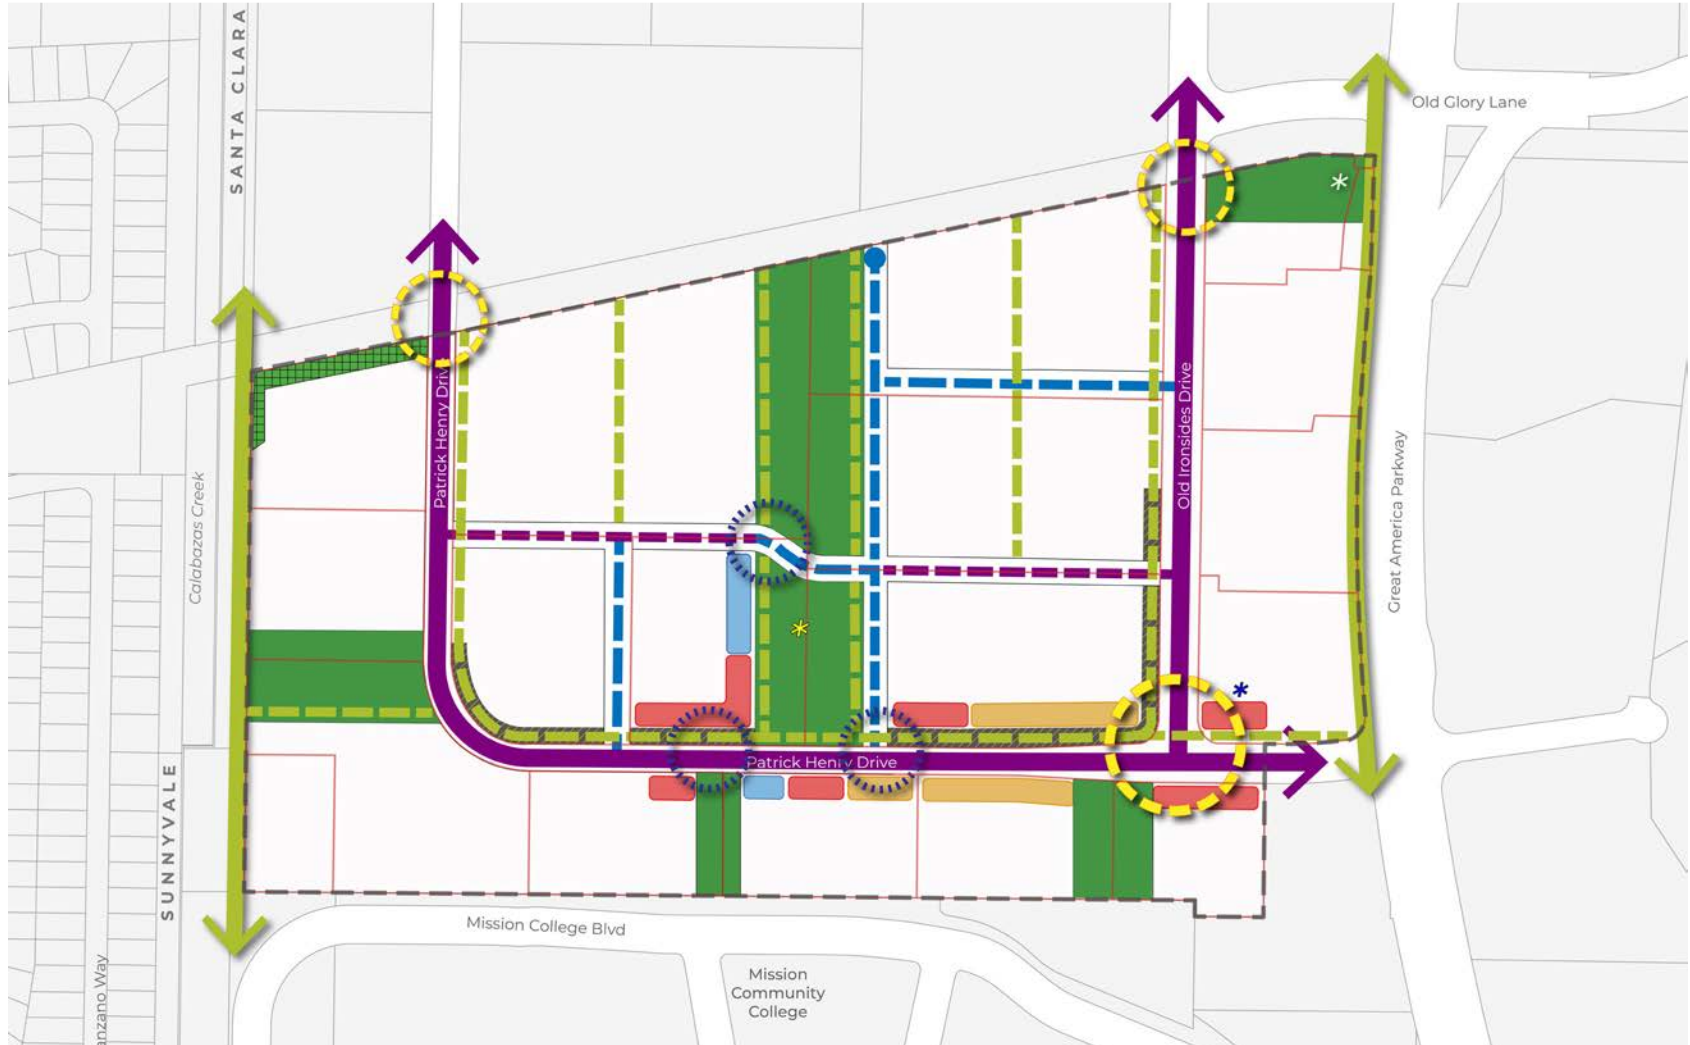 SANTA CLARA
Old Glory Lane
Patrick Henry Drive
Old Ironsides Drive
Great America Parkway
Calabazas Creek
Patrick Henry Drive
SUNNYVALE
Mission College Blvd
Mission
Community
College
anzano Way